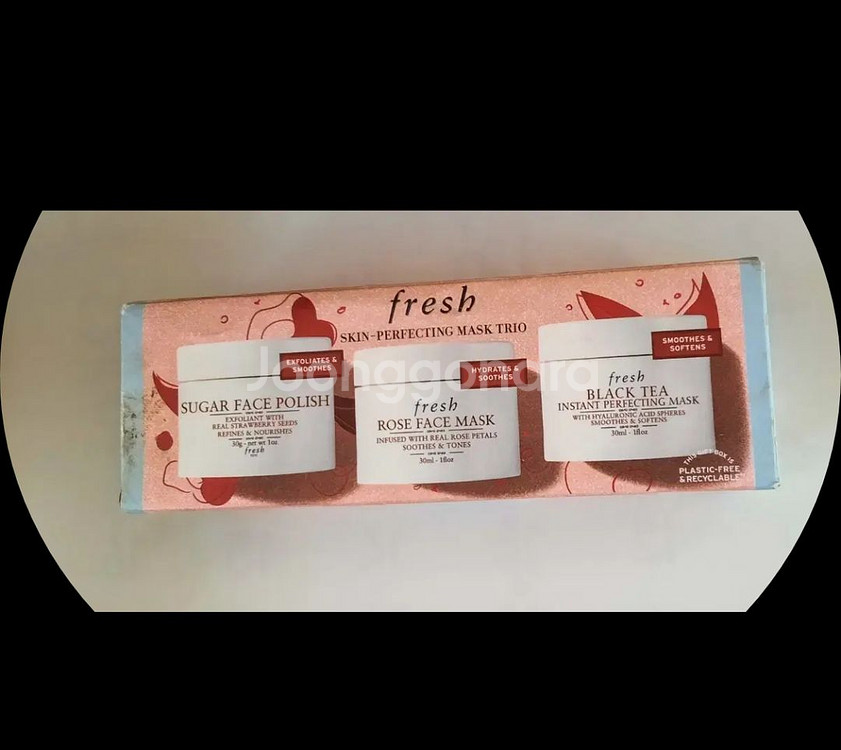 fresh
SKIN-PERFECTING MASK TRIO
EXFOLIATES &
SMOOTHES
SUGAR FACE POLISH
EXFOLIANT WITH
REAL STRAWBERRY SEEDS
REFINES & NOURISHES
30g - net wt 1oz
fresh
HYDRATES &
SOOTHES
fresh
ROSE FACE MASK
INFUSED WITH REAL ROSE PETALS
SOOTHES & TONES
30ml - 1floz
SMOOTHES &
SOFTENS
fresh
BLACK TEA
INSTANT PERFECTING MASK
WITH HYALURONIC ACID SPHERES
SMOOTHES & SOFTENS
30ml - 1floz
THIS GIFT BOX IS
PLASTIC-FREE
& RECYCLABLE*
Joonggonara